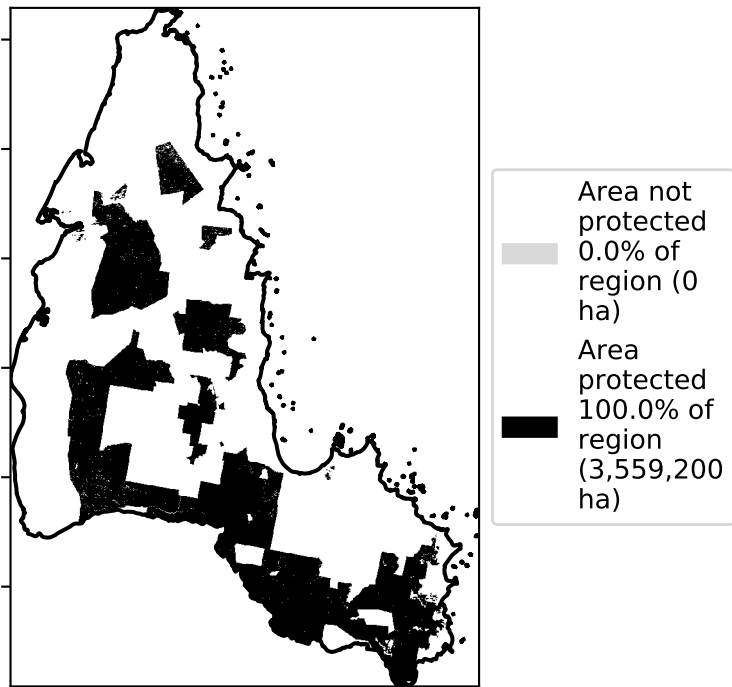 Area not
protected
0.0% of
region (0
ha)
Area
protected
100.0% of
region
(3,559,200
ha)